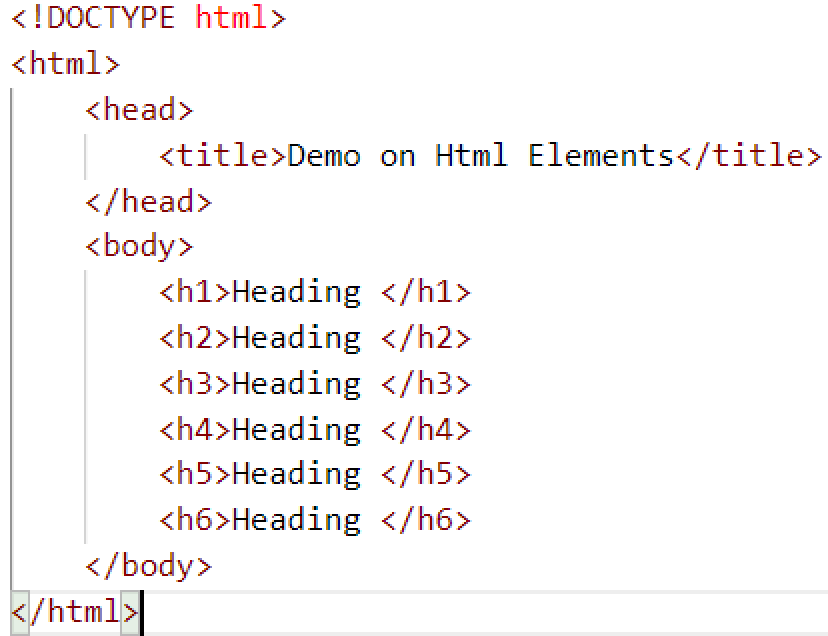 <!DOCTYPE html>
<html>
    <head>
        <title>Demo on Html Elements</title>
    </head>
    <body>
        <h1>Heading </h1>
        <h2>Heading </h2>
        <h3>Heading </h3>
        <h4>Heading </h4>
        <h5>Heading </h5>
        <h6>Heading </h6>
    </body>
</html>